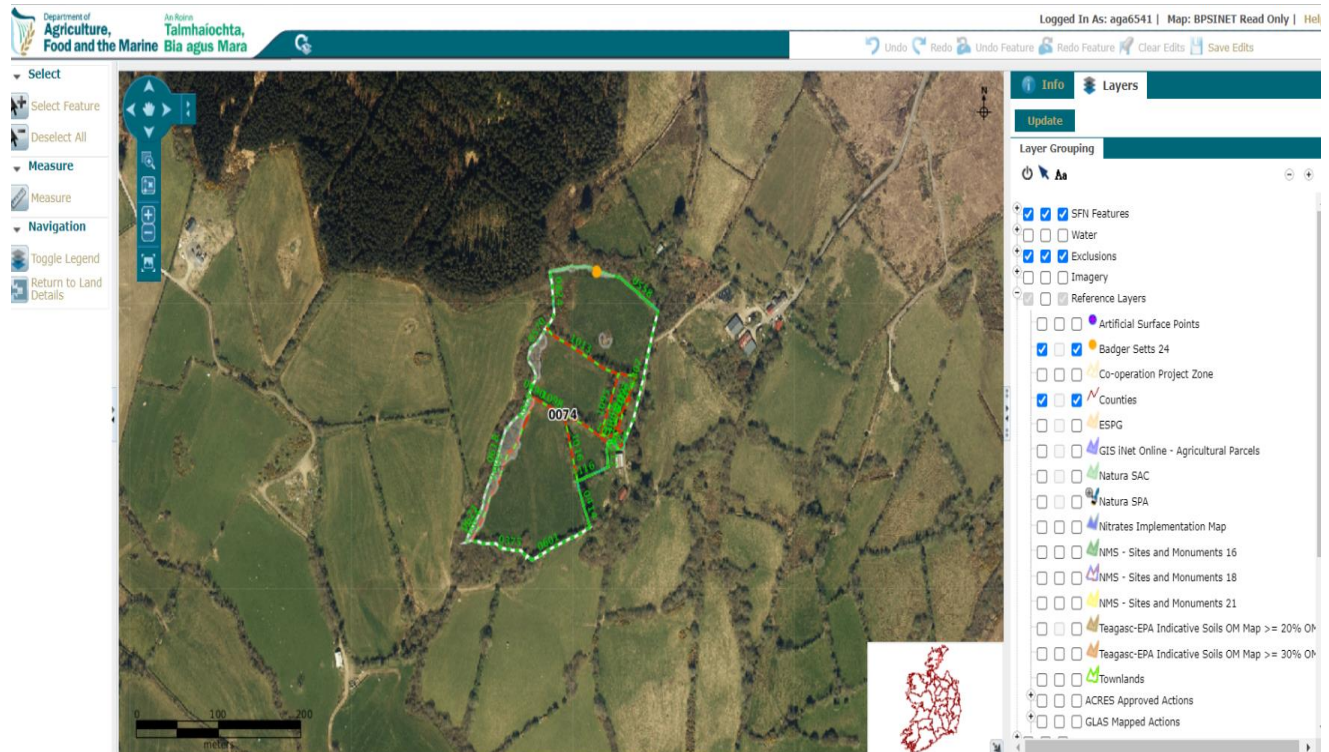 Department of
Agriculture,
Food and the Marine
An Roinn
Talmhaíochta,
Bia agus Mara
Logged In As: aga6541 | Map: BPSINET Read Only | Hel
Undo Redo Undo Feature Redo Feature Clear Edits Save Edits
Select
Select Feature
Deselect All
Measure
Measure
Navigation
Toggle Legend
Return to Land
Details
N
0074
1013
0 100 200
meters
Info Layers
Update
Layer Grouping
Aa
SFN Features
Water
Exclusions
Imagery
Reference Layers
Artificial Surface Points
Badger Setts 24
Co-operation Project Zone
Counties
ESPG
GIS iNet Online - Agricultural Parcels
Natura SAC
Natura SPA
Nitrates Implementation Map
NMS - Sites and Monuments 16
NMS - Sites and Monuments 18
NMS - Sites and Monuments 21
Teagasc-EPA Indicative Soils OM Map >= 20% OM
Teagasc-EPA Indicative Soils OM Map >= 30% OM
Townlands
ACRES Approved Actions
GLAS Mapped Actions